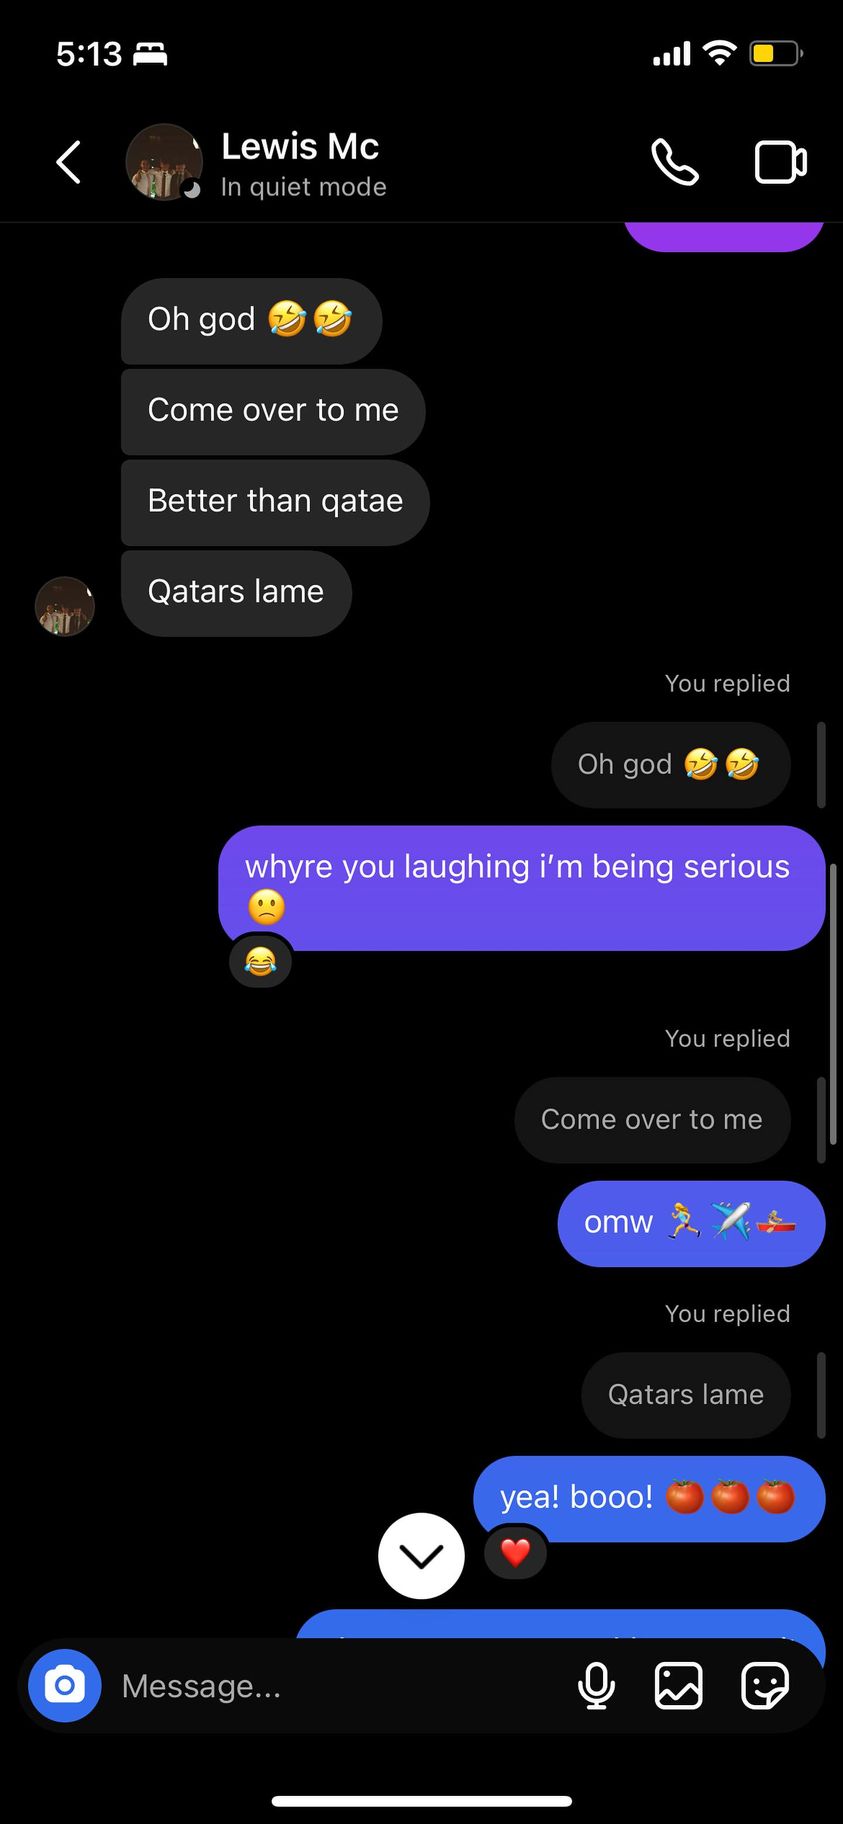 5:13
Lewis Mc
In quiet mode
Oh god 🤣🤣
Come over to me
Better than qatae
Qatars lame
You replied
Oh god 🤣🤣
whyre you laughing i’m being serious
🙁
😂
You replied
Come over to me
omw 🏃‍♀️✈️🚣
You replied
Qatars lame
yea! booo! 🍅🍅🍅
❤️
Message...